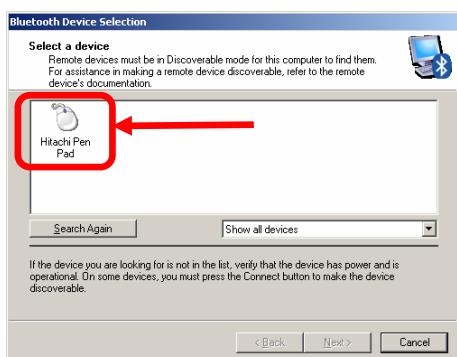 Bluetooth Device Selection
Select a device
Remote devices must be in Discoverable mode for this computer to find them.
For assistance in making a remote device discoverable, refer to the remote
device's documentation.
Hitachi Pen
Pad
Search Again
Show all devices
If the device you are looking for is not in the list, verify that the device has power and is
operational. On some devices, you must press the Connect button to make the device
discoverable.
< Back
Next >
Cancel